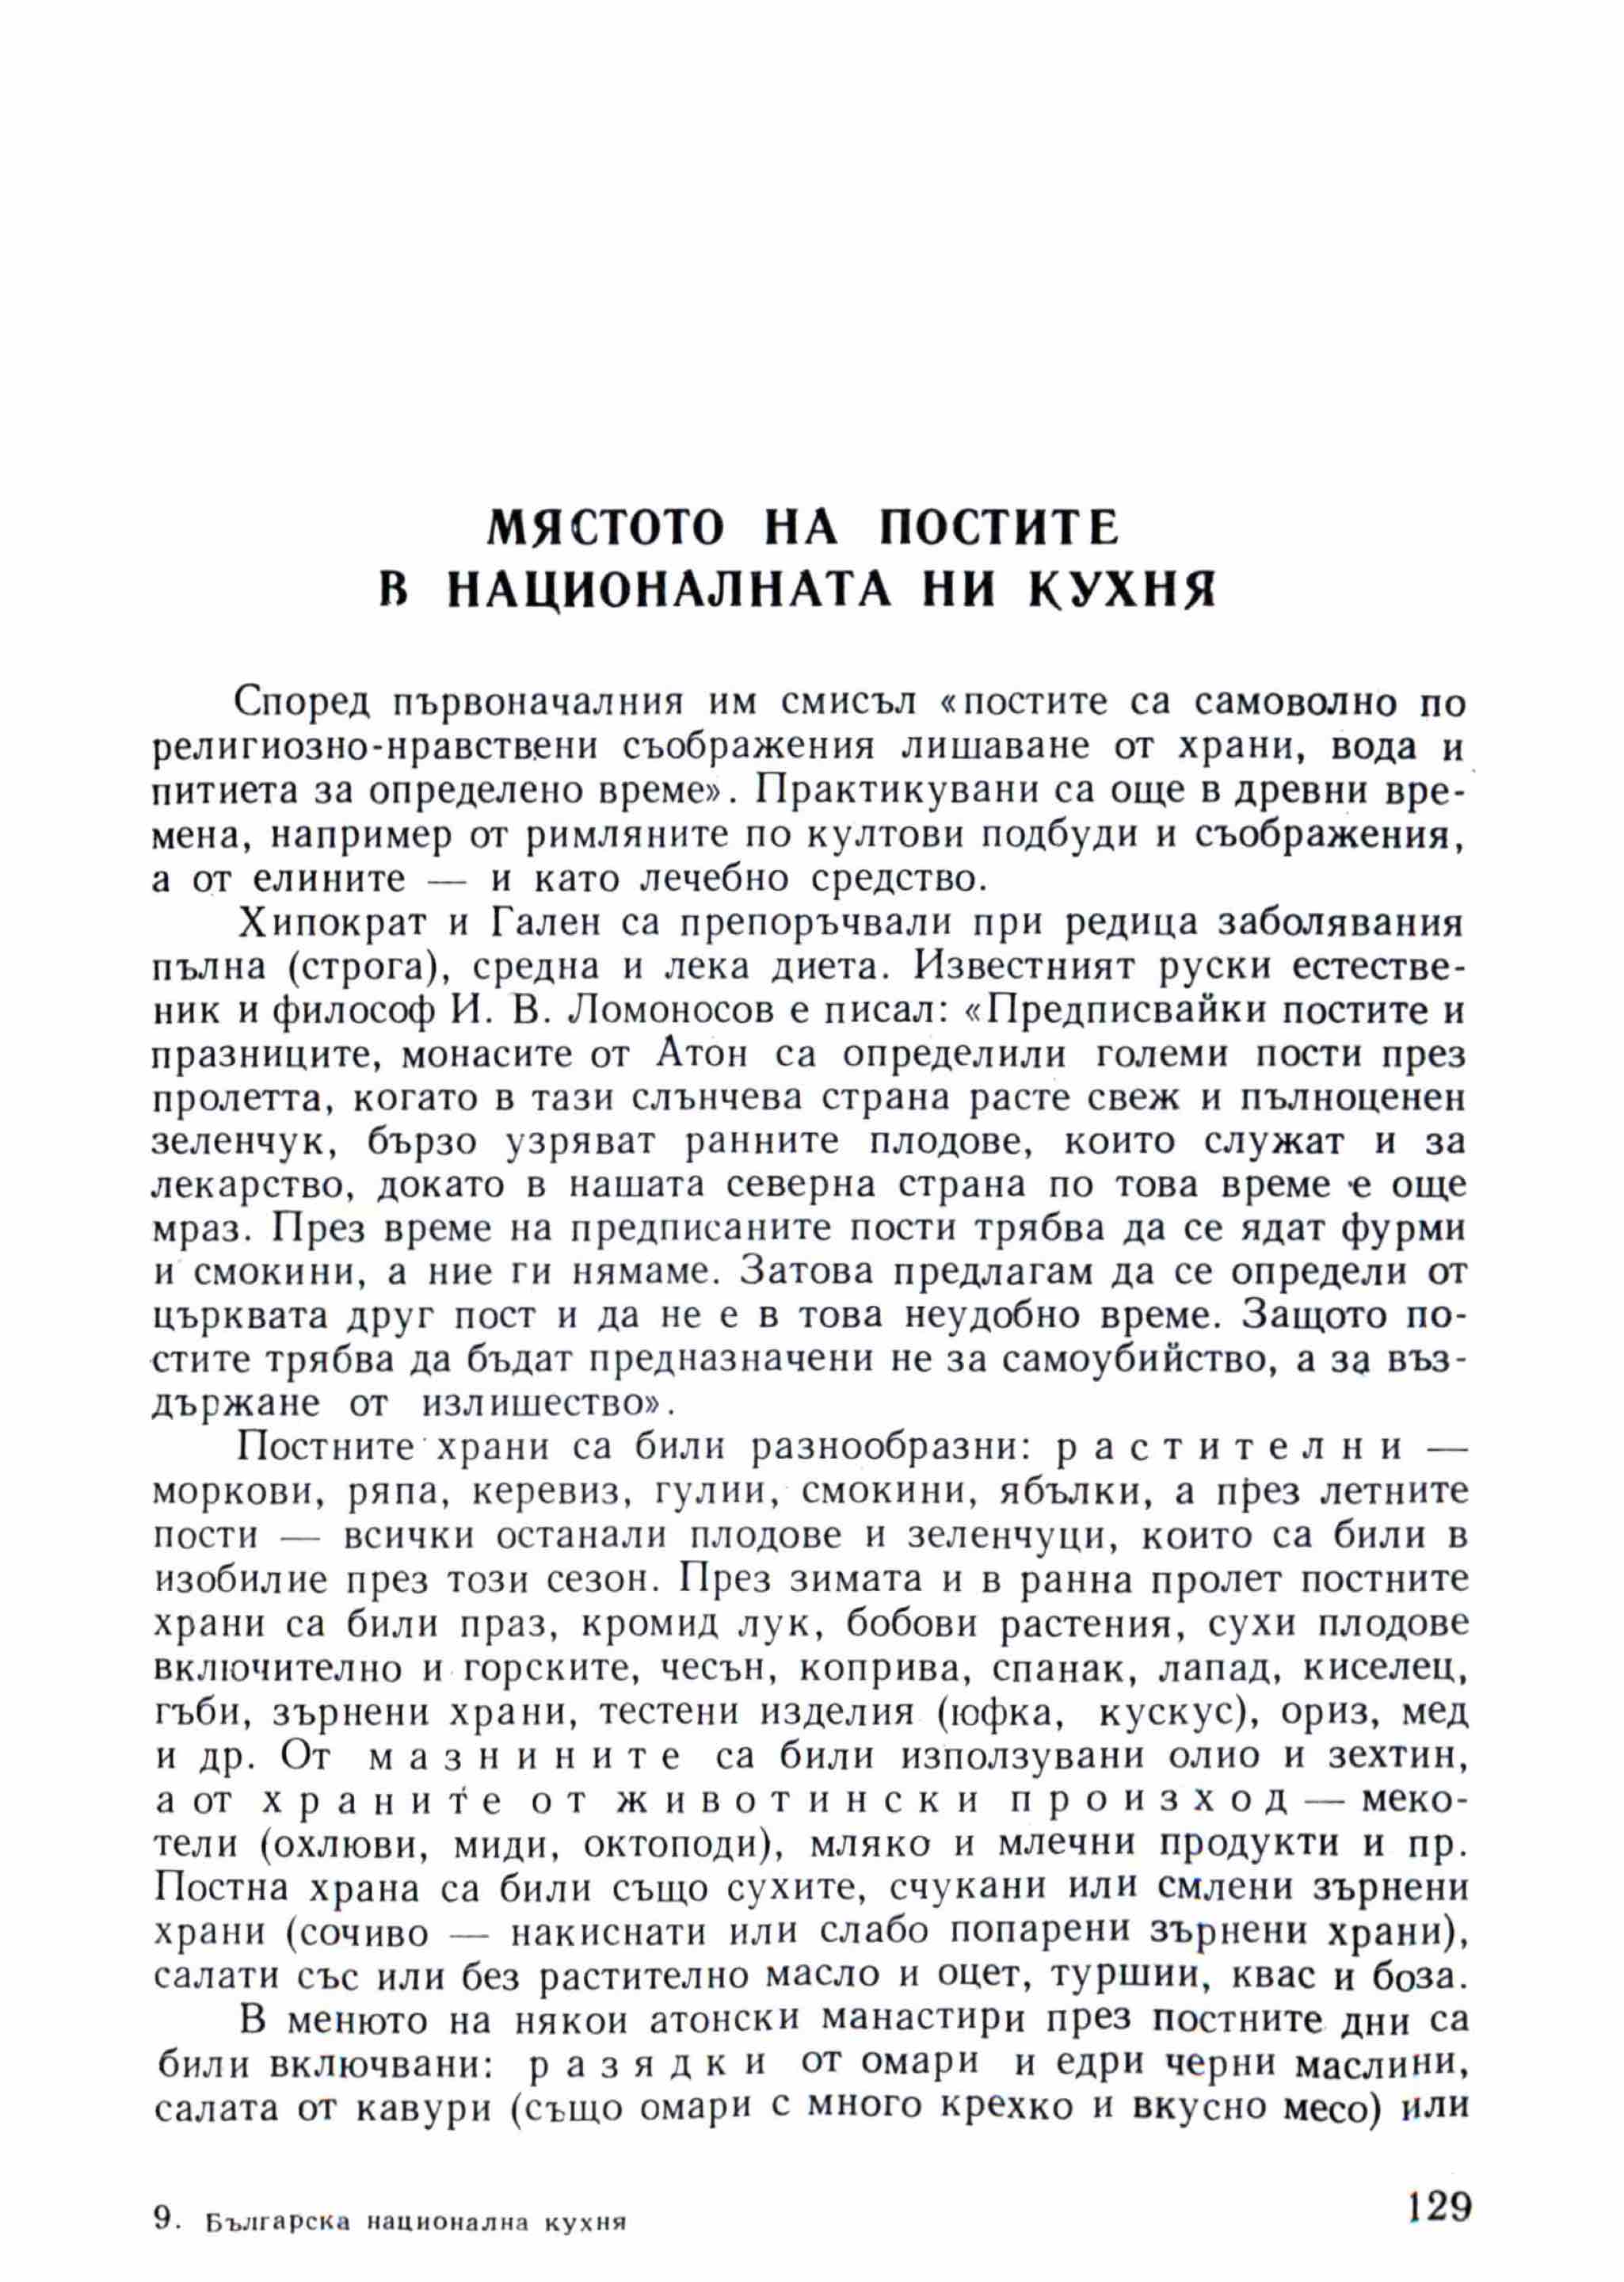 МЯСТОТО НА ПОСТИТЕ
В НАЦИОНАЛНАТА НИ КУХНЯ
Според първоначалния им смисъл «постите са самоволно по
религиозно-нравствени съображения лишаване от храни, вода и
питиета за определено време». Практикувани са още в древни вре-
мена, например от римляните по култови подбуди и съображения,
а от елините — и като лечебно средство.
Хипократ и Гален са препоръчвали при редица заболявания
пълна (строга), средна и лека диета. Известният руски естестве-
ник и философ И. В. Ломоносов е писал: «Предписвайки постите и
празниците, монасите от Атон са определили големи пости през
пролетта, когато в тази слънчева страна расте свеж и пълноценен
зеленчук, бързо узряват ранните плодове, които служат и за
лекарство, докато в нашата северна страна по това време е още
мраз. През време на предписаните пости трябва да се ядат фурми
и смокини, а ние ги нямаме. Затова предлагам да се определи от
църквата друг пост и да не е в това неудобно време. Защото по-
стите трябва да бъдат предназначени не за самоубийство, а за въз-
държане от излишество».
Постните храни са били разнообразни: р а с т и т е л н и —
моркови, ряпа, керевиз, гулии, смокини, ябълки, а през летните
пости — всички останали плодове и зеленчуци, които са били в
изобилие през този сезон. През зимата и в ранна пролет постните
храни са били праз, кромид лук, бобови растения, сухи плодове
включително и горските, чесън, коприва, спанак, лапад, киселец,
гъби, зърнени храни, тестени изделия (юфка, кускус), ориз, мед
и др. От м а з н и н и т е са били използувани олио и зехтин,
а от х р а н и т е о т ж и в о т и н с к и п р о и з х о д — меко-
тели (охлюви, миди, октоподи), мляко и млечни продукти и пр.
Постна храна са били също сухите, счукани или смлени зърнени
храни (сочиво — накиснати или слабо попарени зърнени храни),
салати със или без растително масло и оцет, туршии, квас и боза.
В менюто на някои атонски манастири през постните дни са
били включвани: р а з я д к и от омари и едри черни маслини,
салата от кавури (също омари с много крехко и вкусно месо) или
9. Българска национална кухня
129